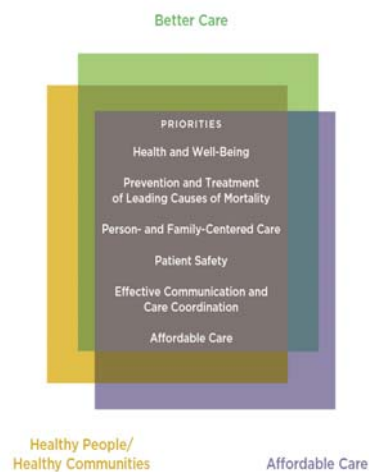 Better Care
PRIORITIES
Health and Well-Being
Prevention and Treatment
of Leading Causes of Mortality
Person- and Family-Centered Care
Patient Safety
Effective Communication and
Care Coordination
Affordable Care
Healthy People/
Healthy Communities
Affordable Care